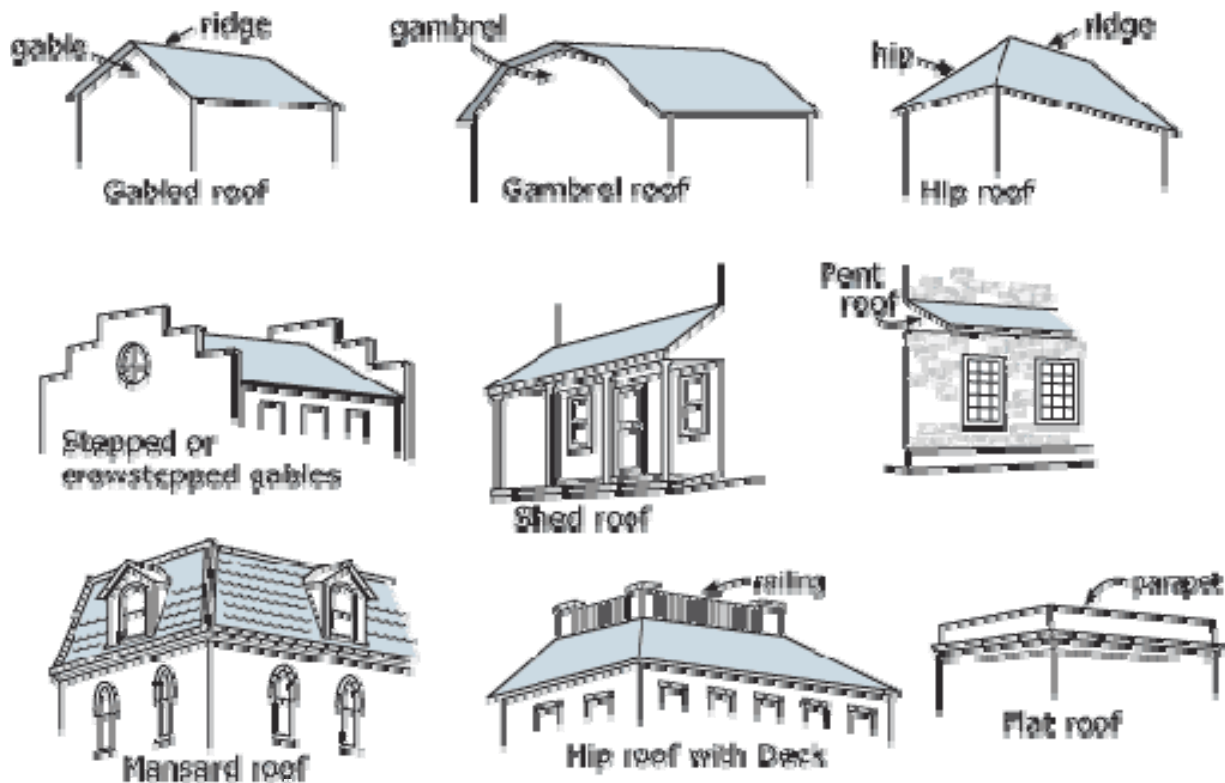 ridge
gable
Gabled roof
gambrel
Gambrel roof
ridge
hip
Hip roof
Stepped or
crowstepped gables
Shed roof
Pent
roof
Mansard roof
railing
Hip roof with Deck
parapet
Flat roof